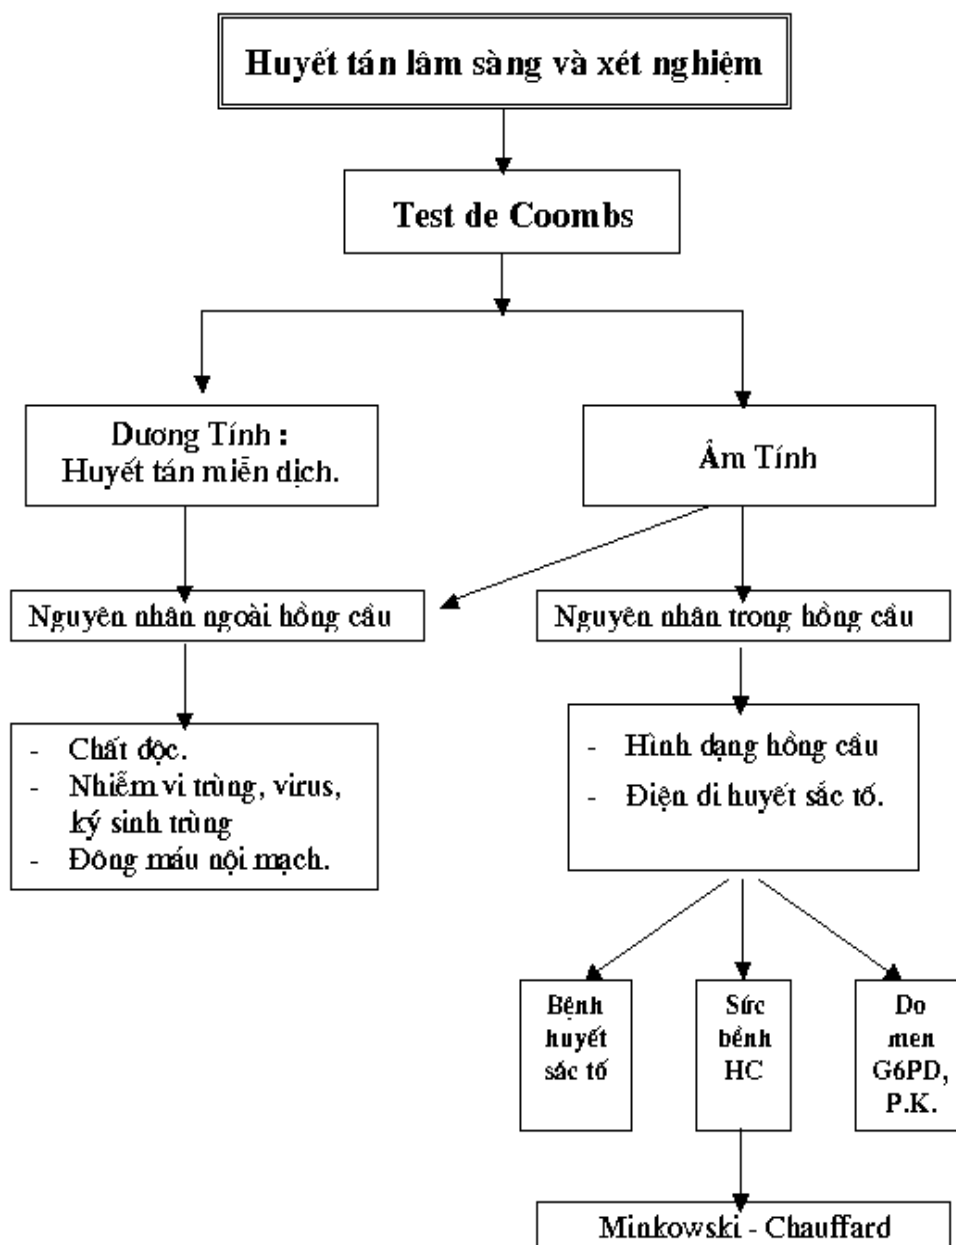 Huyết tán lâm sàng và xét nghiệm
Test de Coombs
Dương Tính :
Huyết tán miễn dịch.
Âm Tính
Nguyên nhân ngoài hồng cầu
Nguyên nhân trong hồng cầu
- Chất độc.
- Nhiễm vi trùng, virus,
ký sinh trùng
- Đông máu nội mạch.
- Hình dạng hồng cầu
- Điện di huyết sắc tố.
Bệnh
huyết
sắc tố
Sức
bềnh
HC
Do
men
G6PD,
P.K.
Minkowski - Chauffard